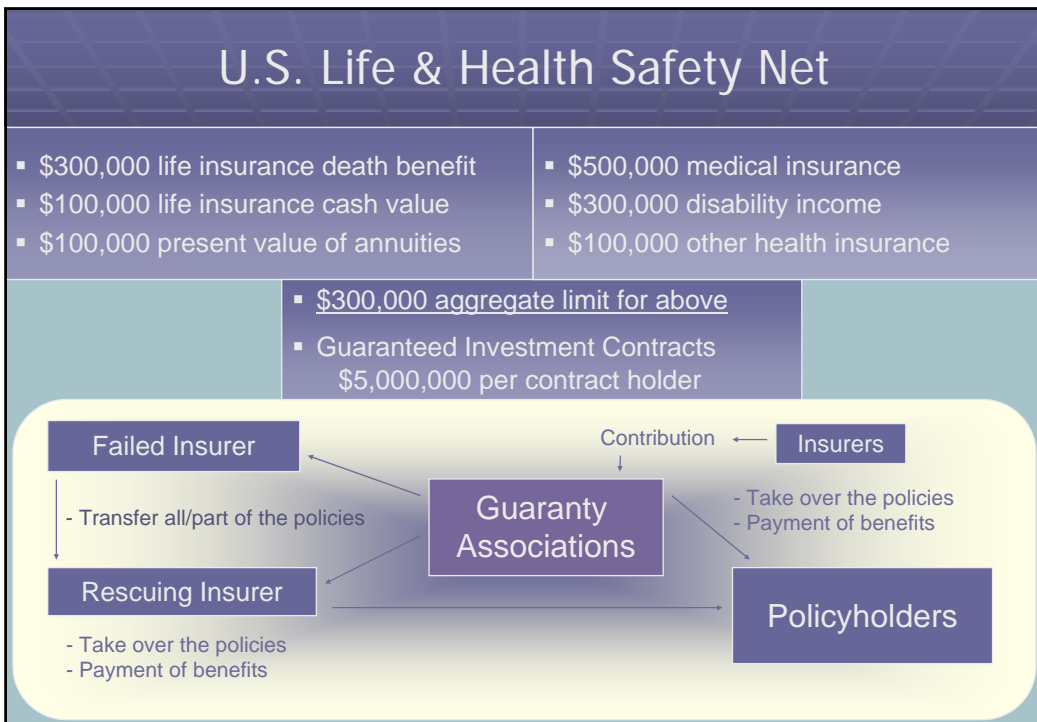 U.S. Life & Health Safety Net
▪ $300,000 life insurance death benefit
▪ $100,000 life insurance cash value
▪ $100,000 present value of annuities
▪ $500,000 medical insurance
▪ $300,000 disability income
▪ $100,000 other health insurance
▪ $300,000 aggregate limit for above
▪ Guaranteed Investment Contracts
$5,000,000 per contract holder
Failed Insurer
Contribution
Insurers
- Transfer all/part of the policies
Guaranty
Associations
- Take over the policies
- Payment of benefits
Rescuing Insurer
Policyholders
- Take over the policies
- Payment of benefits